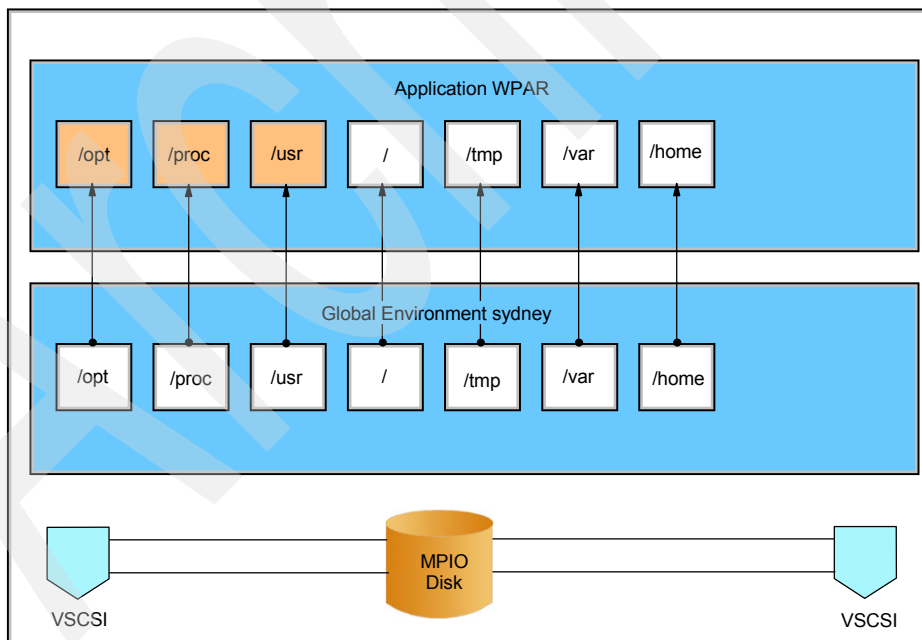 Application WPAR
/opt /proc /usr / /tmp /var /home
Global Environment sydney
/opt /proc /usr / /tmp /var /home
MPIO
Disk
VSCSI VSCSI